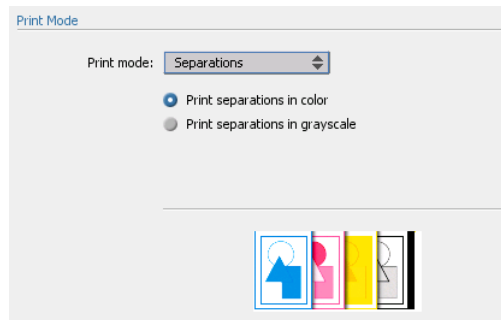 Print Mode
Print mode: Separations
Print separations in color
Print separations in grayscale